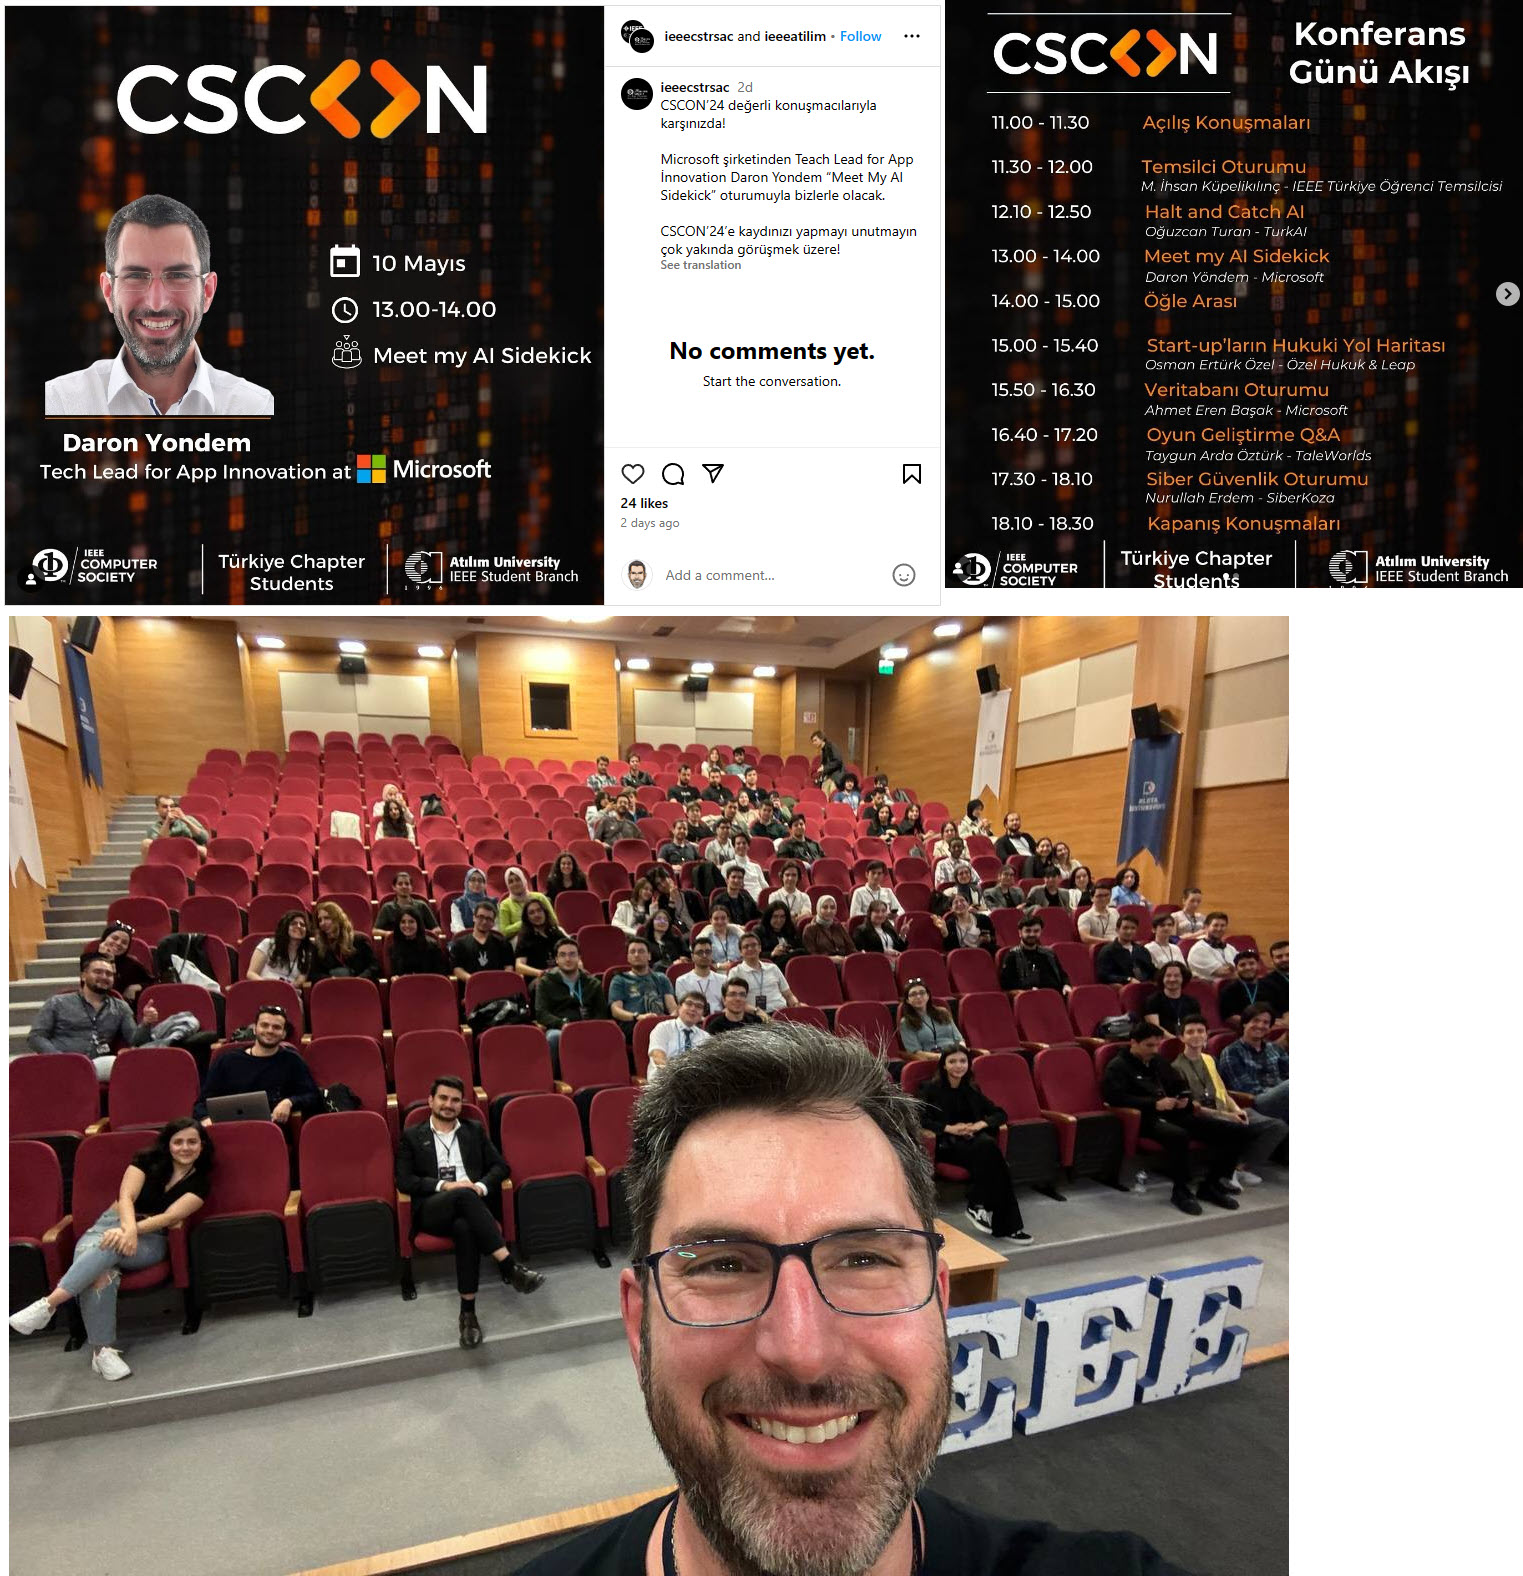 CSCON
10 Mayıs
13.00-14.00
Meet my AI Sidekick
Daron Yondem
Tech Lead for App Innovation at Microsoft
IEEE
COMPUTER
SOCIETY
Türkiye Chapter
Students
Atılım University
IEEE Student Branch
1996
ieeecstrsac and ieeeatilim • Follow
ieeecstrsac 2d
CSCON'24 değerli konuşmacılarıyla
karşınızda!
Microsoft şirketinden Teach Lead for App
İnnovation Daron Yondem "Meet My AI
Sidekick" oturumuyla bizlerle olacak.
CSCON'24'e kaydınızı yapmayı unutmayın
çok yakında görüşmek üzere!
See translation
No comments yet.
Start the conversation.
24 likes
2 days ago
Add a comment...
CSCON
Konferans
Günü Akışı
11.00 - 11.30 Açılış Konuşmaları
11.30 - 12.00 Temsilci Oturumu
M. İhsan Küpelikılınç - IEEE Türkiye Öğrenci Temsilcisi
12.10 - 12.50 Halt and Catch AI
Oğuzcan Turan - TurkAI
13.00 - 14.00 Meet my AI Sidekick
Daron Yöndem - Microsoft
14.00 - 15.00 Öğle Arası
15.00 - 15.40 Start-up'ların Hukuki Yol Haritası
Osman Ertürk Özel - Özel Hukuk & Leap
15.50 - 16.30 Veritabanı Oturumu
Ahmet Eren Başak - Microsoft
16.40 - 17.20 Oyun Geliştirme Q&A
Taygun Arda Öztürk - TaleWorlds
17.30 - 18.10 Siber Güvenlik Oturumu
Nurullah Erdem - SiberKoza
18.10 - 18.30 Kapanış Konuşmaları
IEEE
COMPUTER
SOCIETY
Türkiye Chapter
Students
Atılım University
IEEE Student Branch
EEE